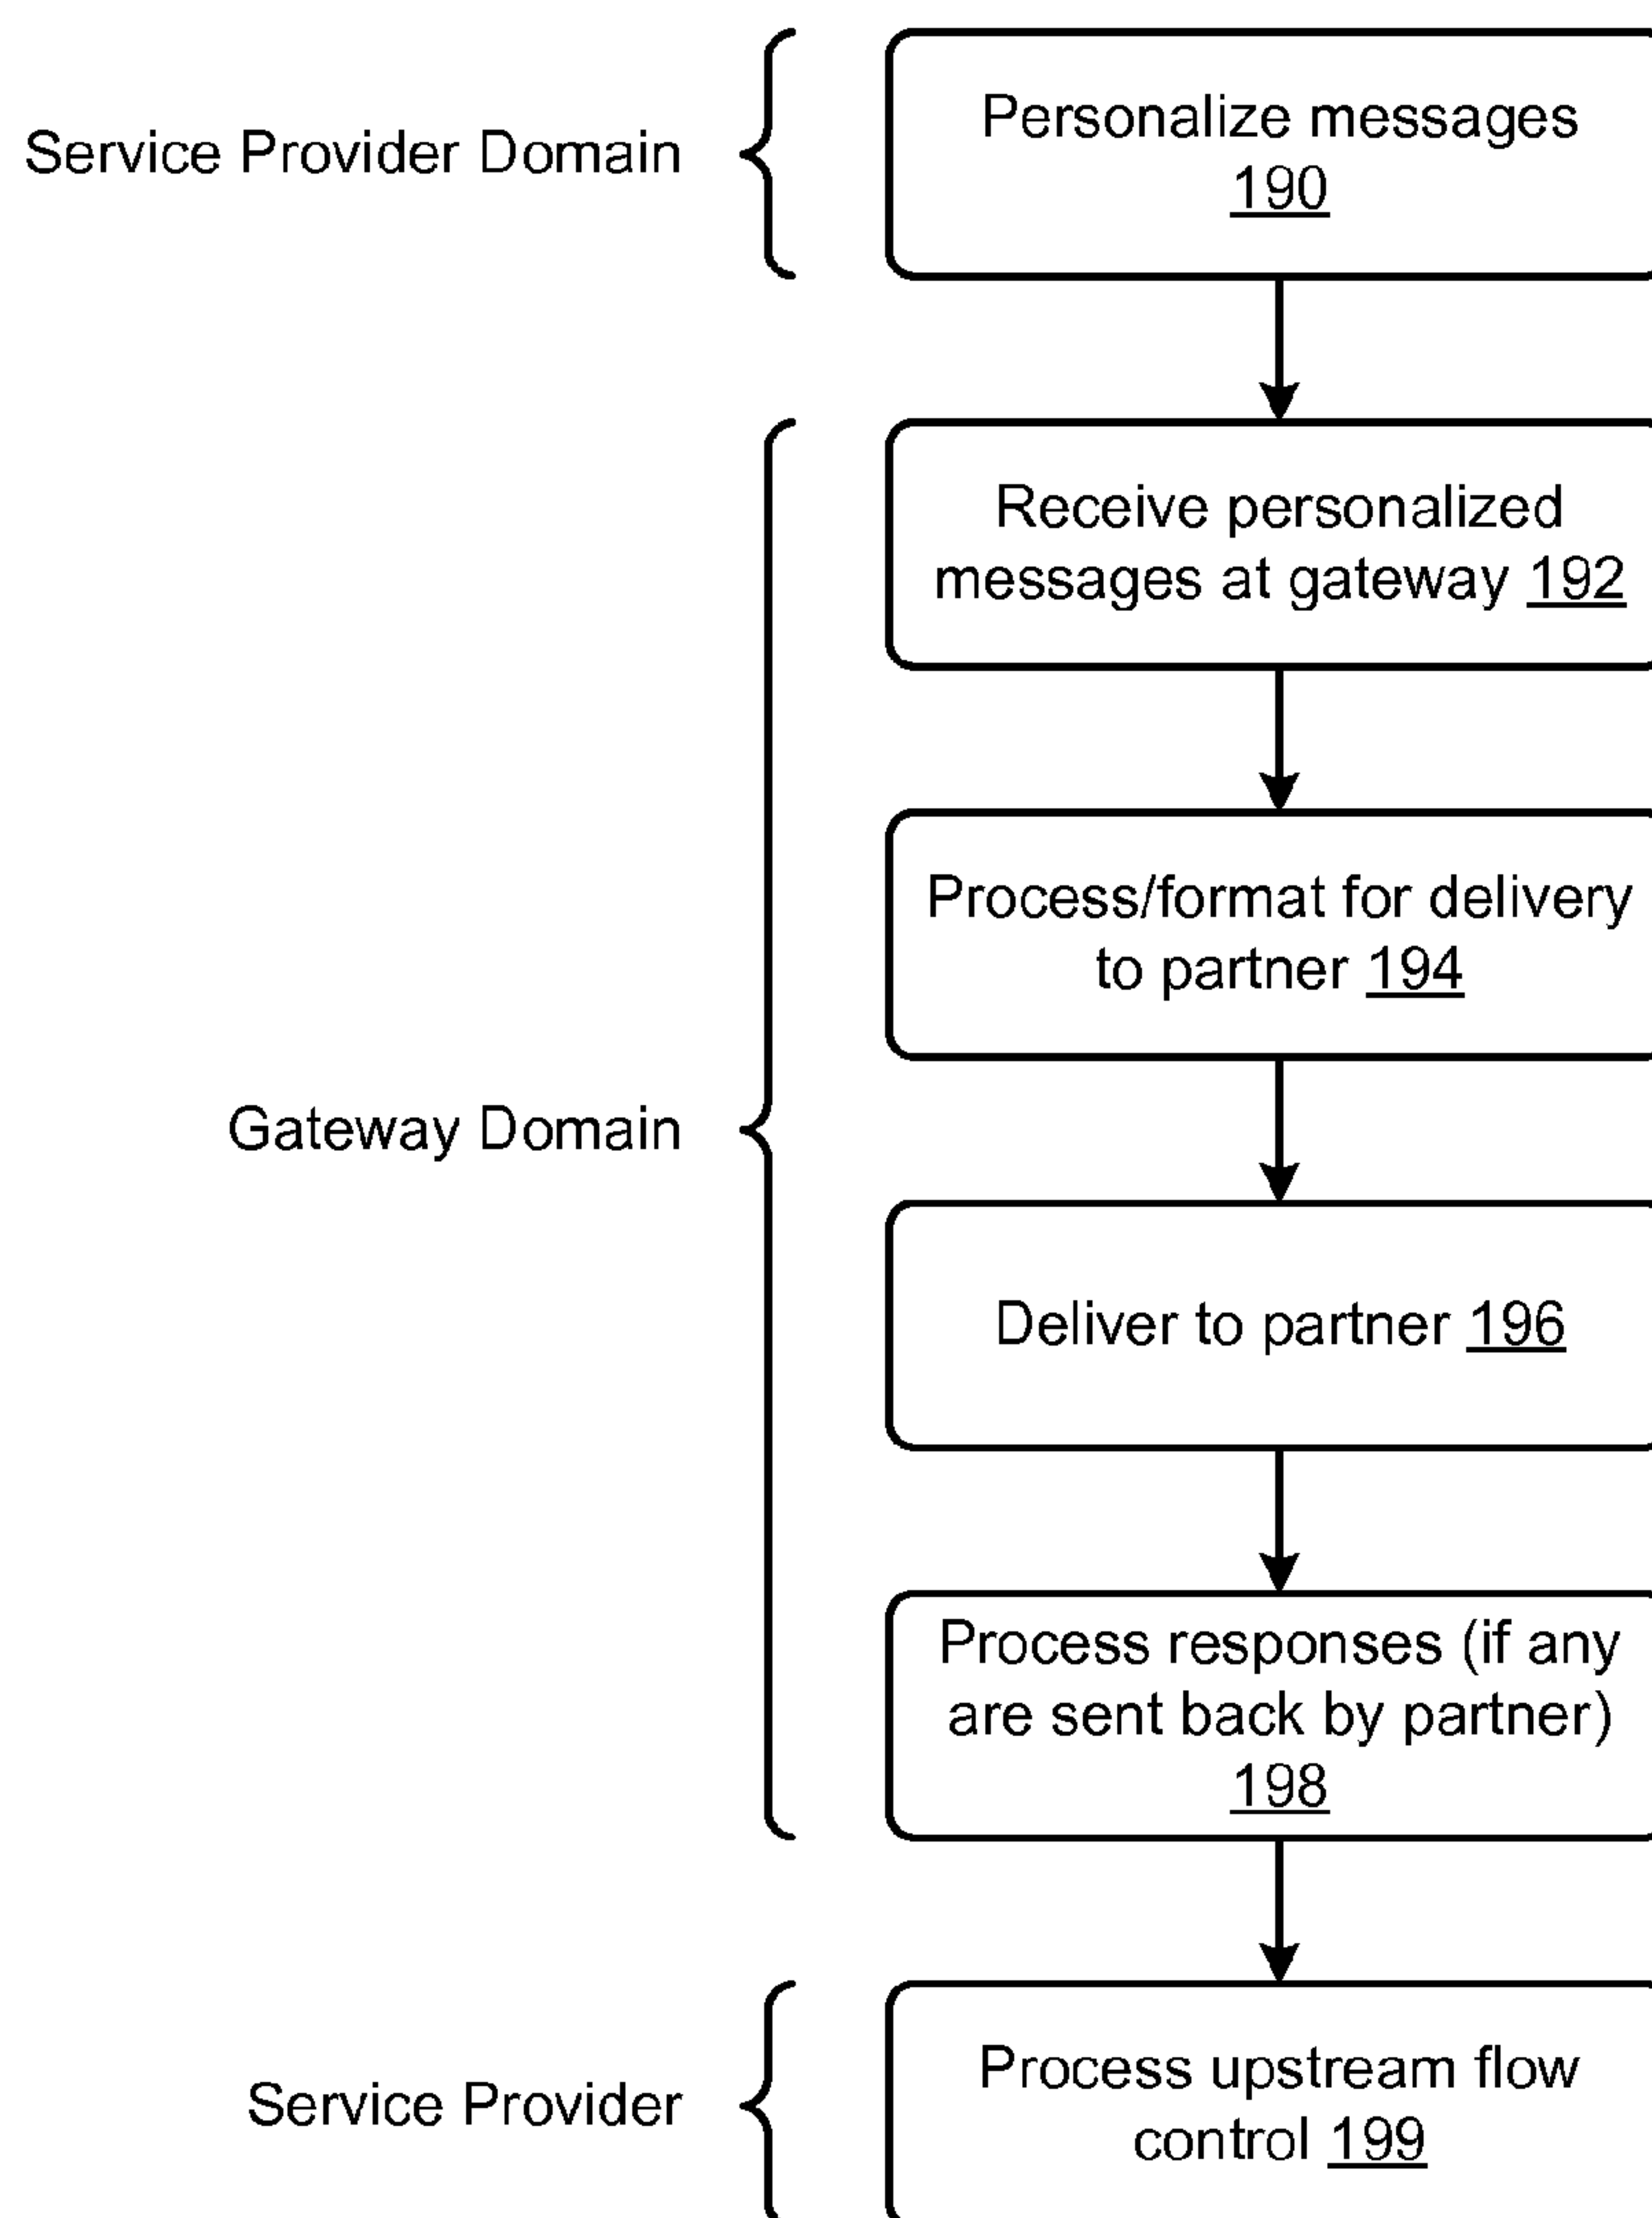 Service Provider Domain
Personalize messages
190
Receive personalized
messages at gateway 192
Process/format for delivery
to partner 194
Gateway Domain
Deliver to partner 196
Process responses (if any
are sent back by partner)
198
Service Provider
Process upstream flow
control 199